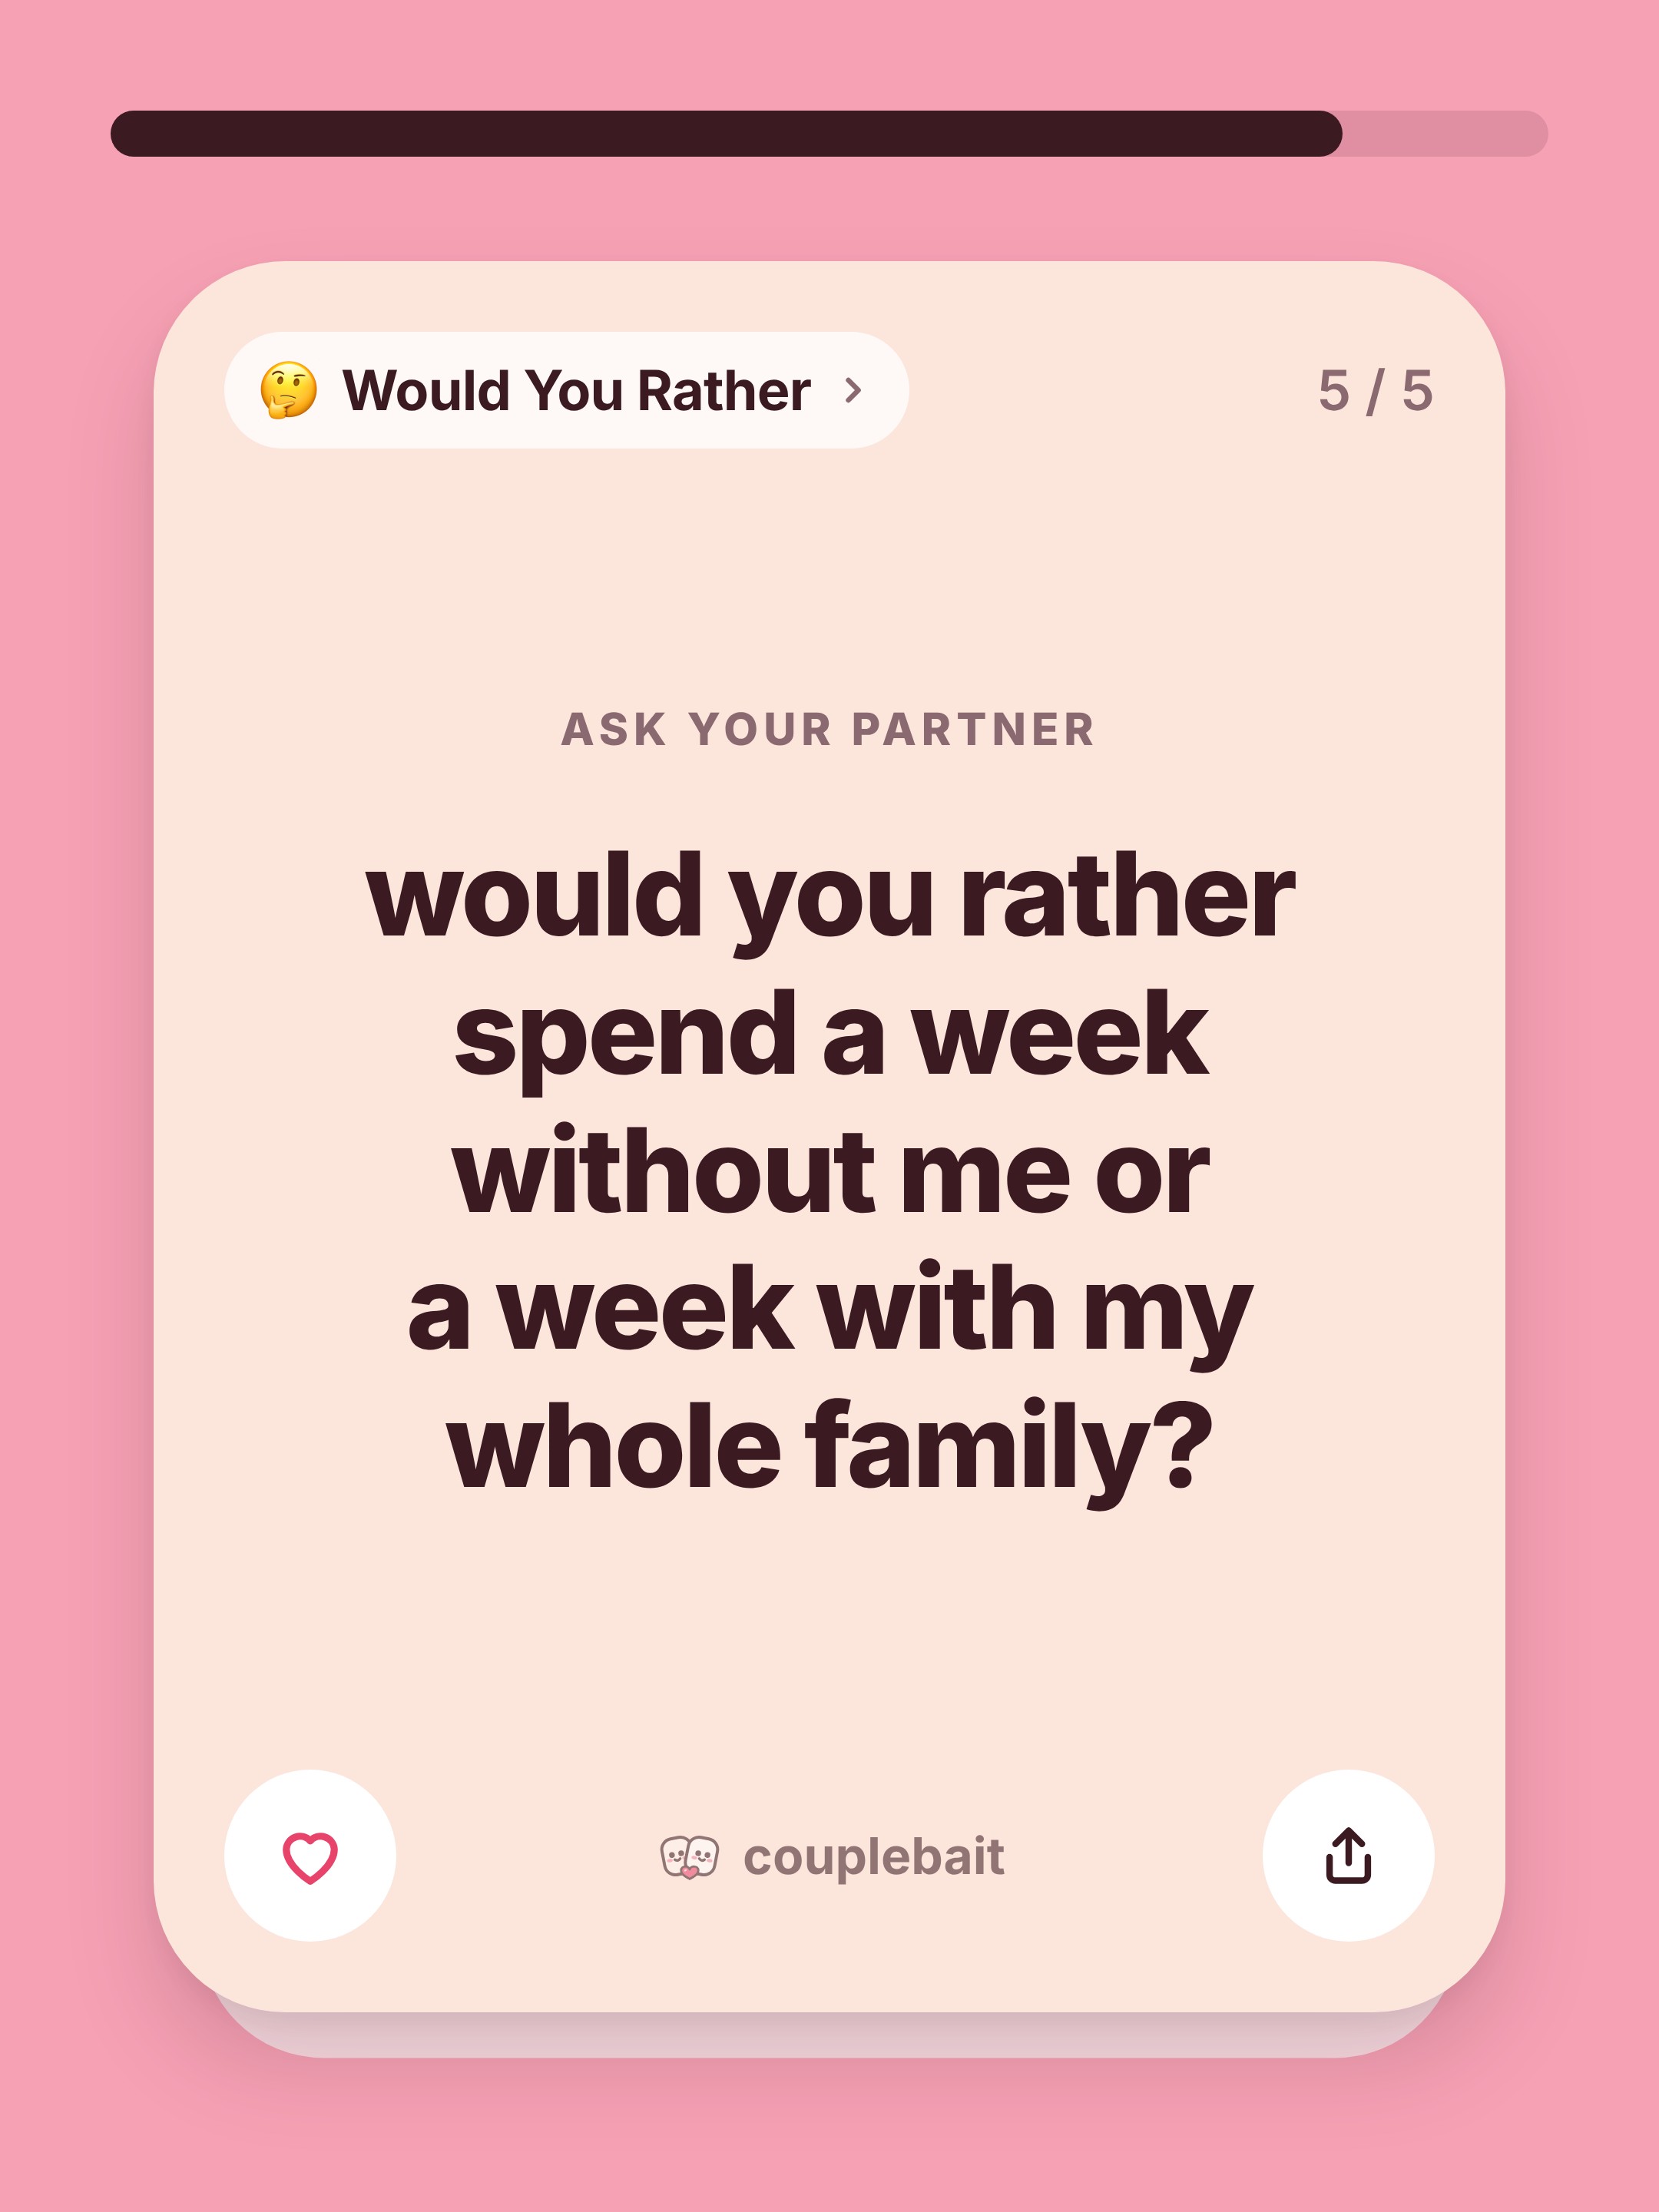 🤔 Would You Rather >
5 / 5
ASK YOUR PARTNER
would you rather
spend a week
without me or
a week with my
whole family?
couplebait